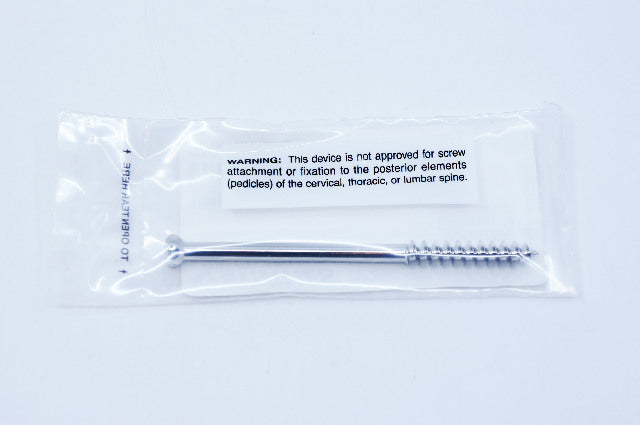 WARNING: This device is not approved for screw
attachment or fixation to the posterior elements
(pedicles) of the cervical, thoracic, or lumbar spine.
↑ TO OPEN TEAR HERE ↑